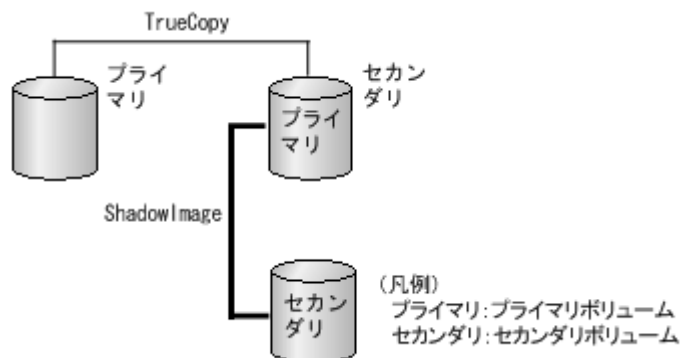 TrueCopy
プライ
マリ
セカン
ダリ
プライ
マリ
ShadowImage
セカン
ダリ
(凡例)
プライマリ:プライマリボリューム
セカンダリ:セカンダリボリューム